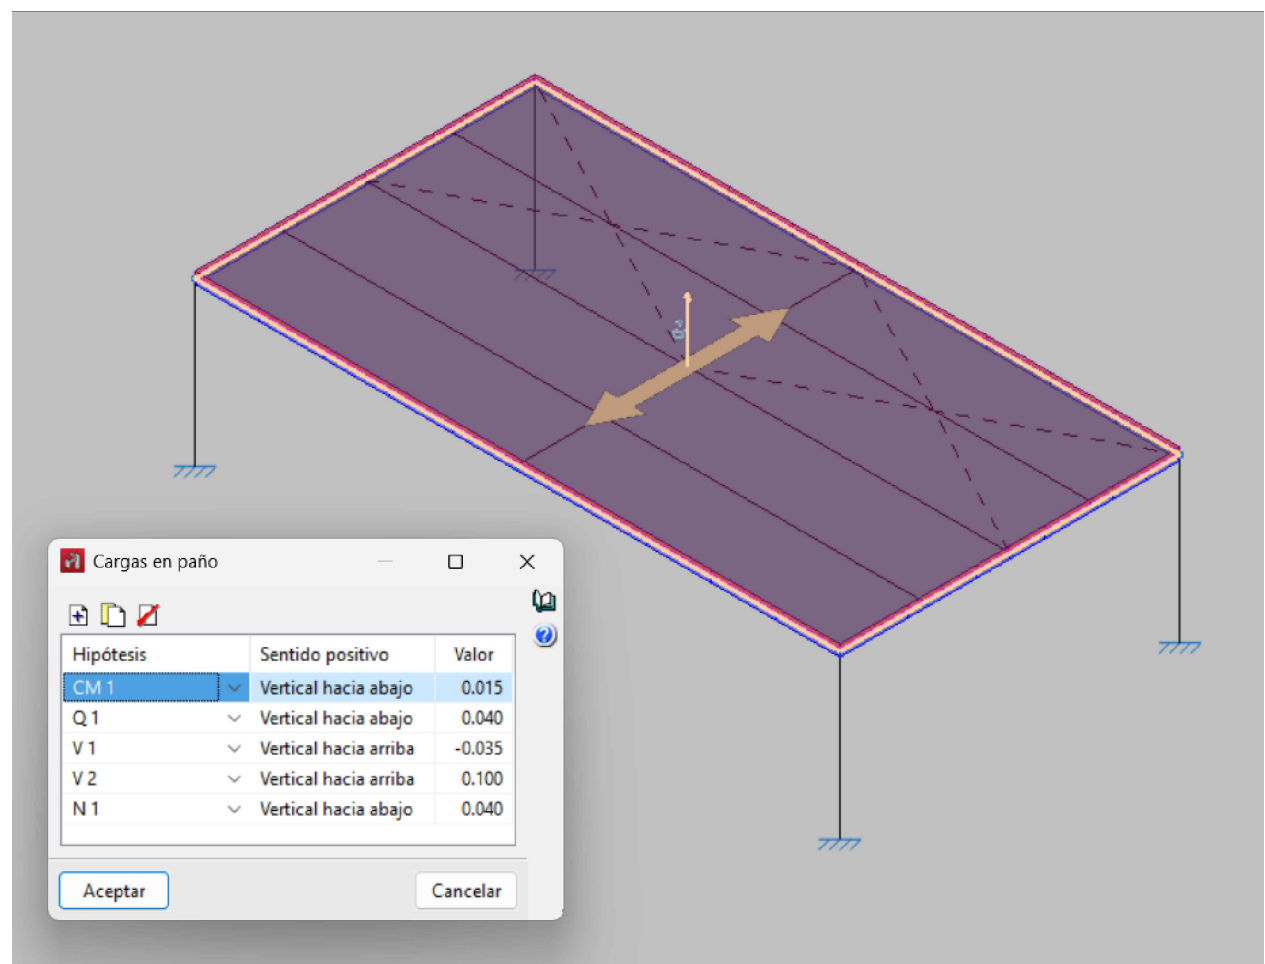 Cargas en paño
Hipótesis Sentido positivo Valor
CM 1 Vertical hacia abajo 0.015
Q 1 Vertical hacia abajo 0.040
V 1 Vertical hacia arriba -0.035
V 2 Vertical hacia arriba 0.100
N 1 Vertical hacia abajo 0.040
Aceptar Cancelar